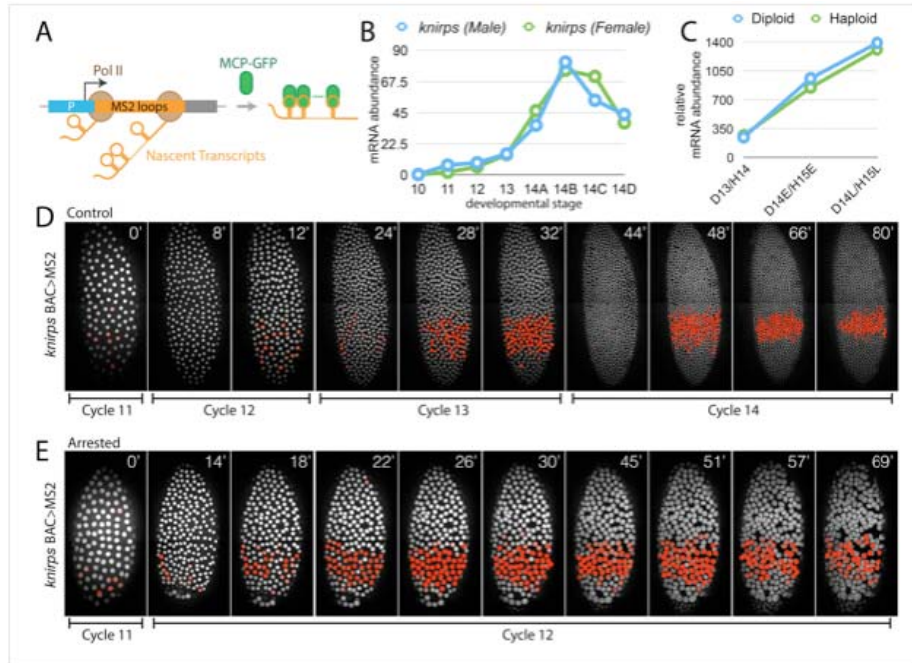 A
Pol II
P
MS2 loops
Nascent Transcripts
MCP-GFP
B
knirps (Male)
knirps (Female)
mRNA abundance
90
67.5
45
22.5
0
10 11 12 13 14A 14B 14C 14D
developmental stage
C
Diploid
Haploid
relative
mRNA abundance
1400
1050
700
350
0
D13/H14
D14E/H15E
D14L/H15L
D
Control
knirps BAC>MS2
0' 8' 12' 24' 28' 32' 44' 48' 66' 80'
Cycle 11 Cycle 12 Cycle 13 Cycle 14
E
Arrested
knirps BAC>MS2
0' 14' 18' 22' 26' 30' 45' 51' 57' 69'
Cycle 11 Cycle 12